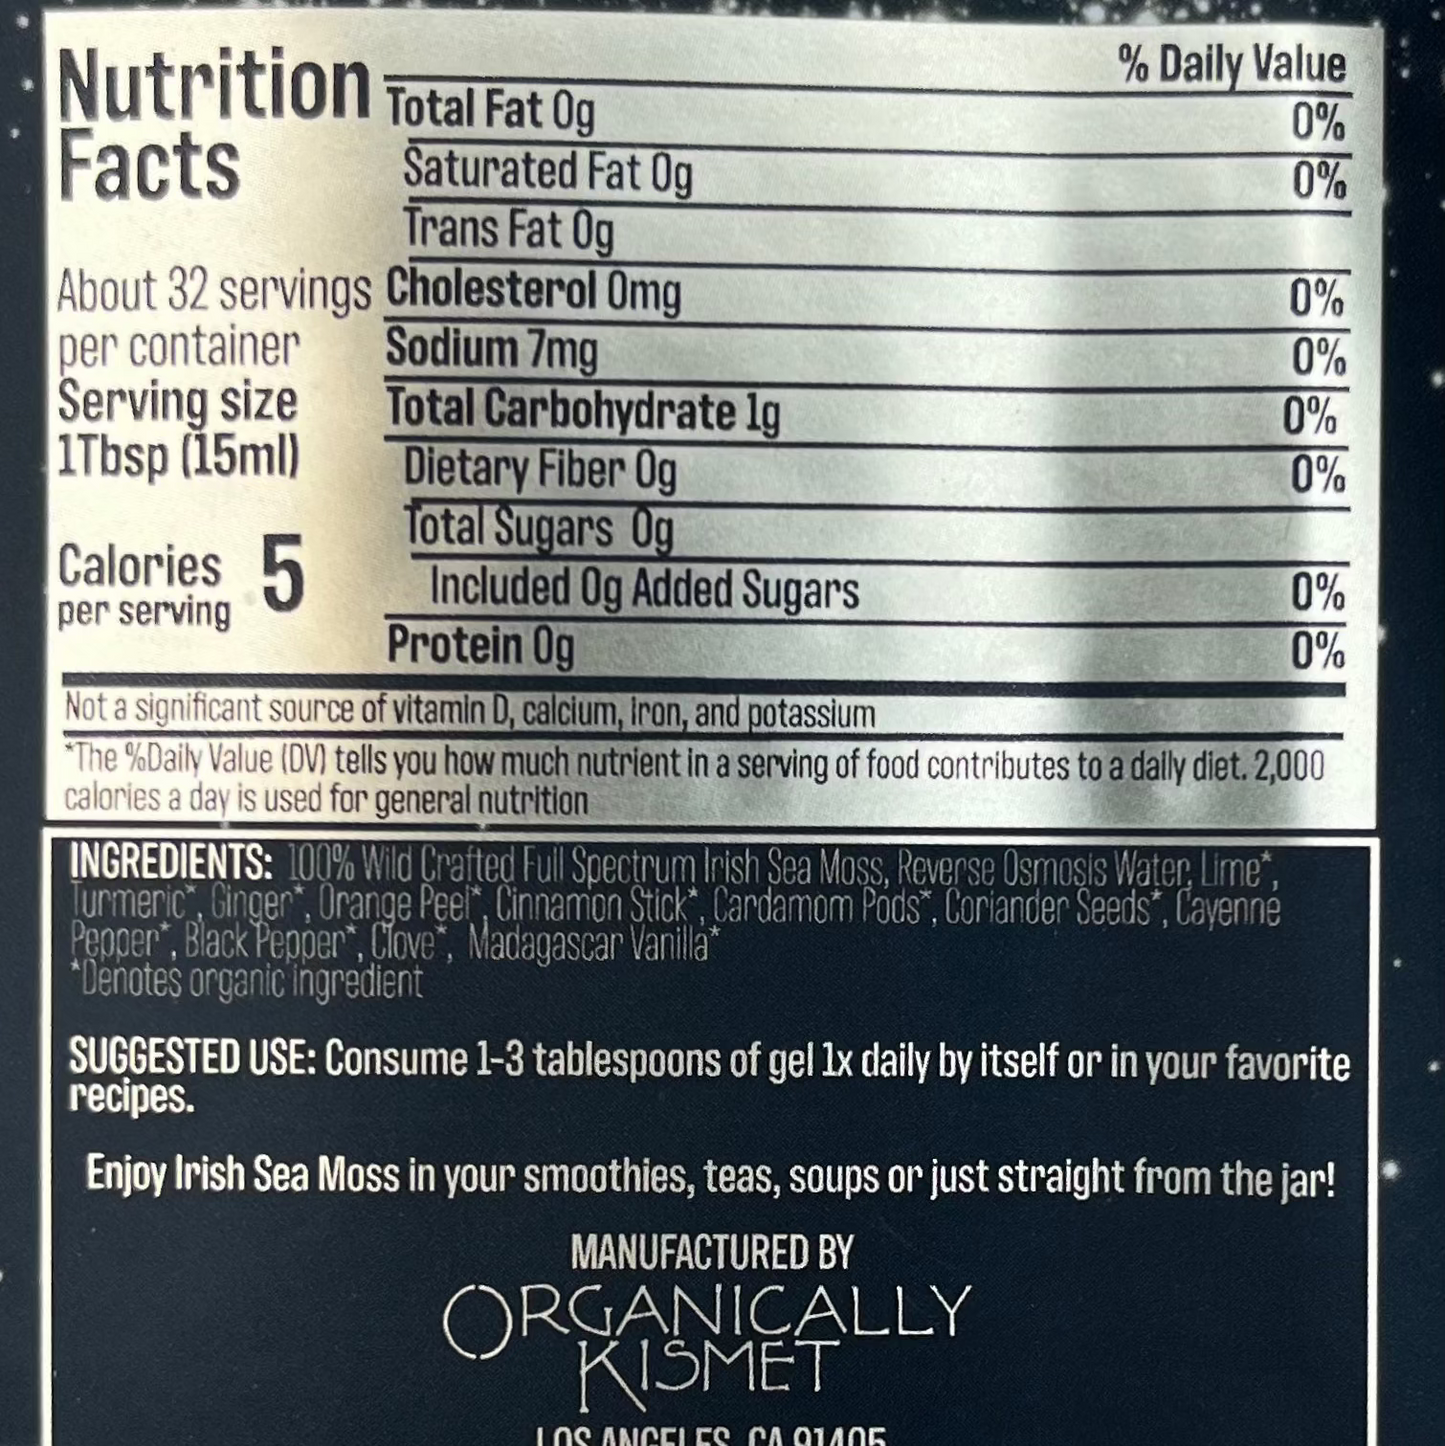 Nutrition
Facts
About 32 servings
per container
Serving size
1Tbsp (15ml)
Calories 5
per serving
% Daily Value
Total Fat 0g 0%
Saturated Fat 0g 0%
Trans Fat 0g
Cholesterol 0mg 0%
Sodium 7mg 0%
Total Carbohydrate 1g 0%
Dietary Fiber 0g 0%
Total Sugars 0g
Included 0g Added Sugars 0%
Protein 0g 0%
Not a significant source of vitamin D, calcium, iron, and potassium
*The %Daily Value (DV) tells you how much nutrient in a serving of food contributes to a daily diet. 2,000
calories a day is used for general nutrition
INGREDIENTS: 100% Wild Crafted Full Spectrum Irish Sea Moss, Reverse Osmosis Water, Lime*,
Turmeric*, Ginger*, Orange Peel*, Cinnamon Stick*, Cardamom Pods*, Coriander Seeds*, Cayenne
Pepper*, Black Pepper*, Clove*, Madagascar Vanilla*
*Denotes organic ingredient
SUGGESTED USE: Consume 1-3 tablespoons of gel 1x daily by itself or in your favorite
recipes.
Enjoy Irish Sea Moss in your smoothies, teas, soups or just straight from the jar!
MANUFACTURED BY
ORGANICALLY
KISMET
LOS ANGELES, CA 91405